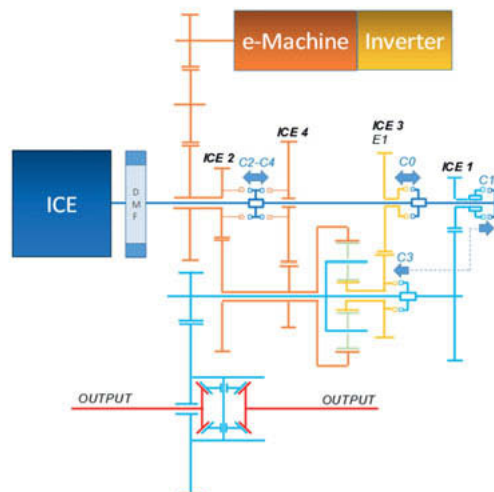 e-Machine
Inverter
ICE
DMF
ICE 2
C2-C4
ICE 4
ICE 3
E1
C0
ICE 1
C1
C3
OUTPUT
OUTPUT